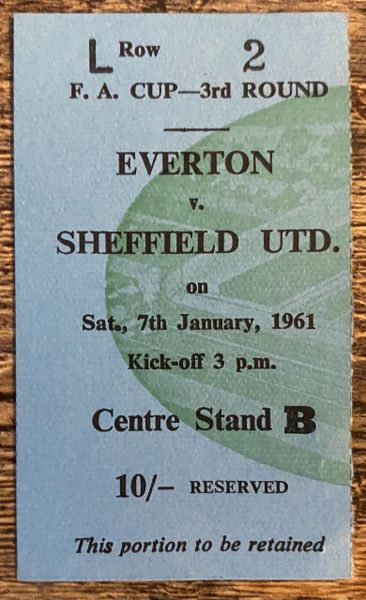 L Row 2
F. A. CUP—3rd ROUND
EVERTON
v.
SHEFFIELD UTD.
on
Sat., 7th January, 1961
Kick-off 3 p.m.
Centre Stand B
10/– RESERVED
This portion to be retained